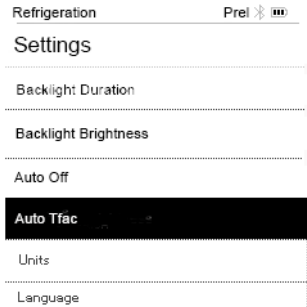 Refrigeration Prel
Settings
Backlight Duration
Backlight Brightness
Auto Off
Auto Tfac
Units
Language